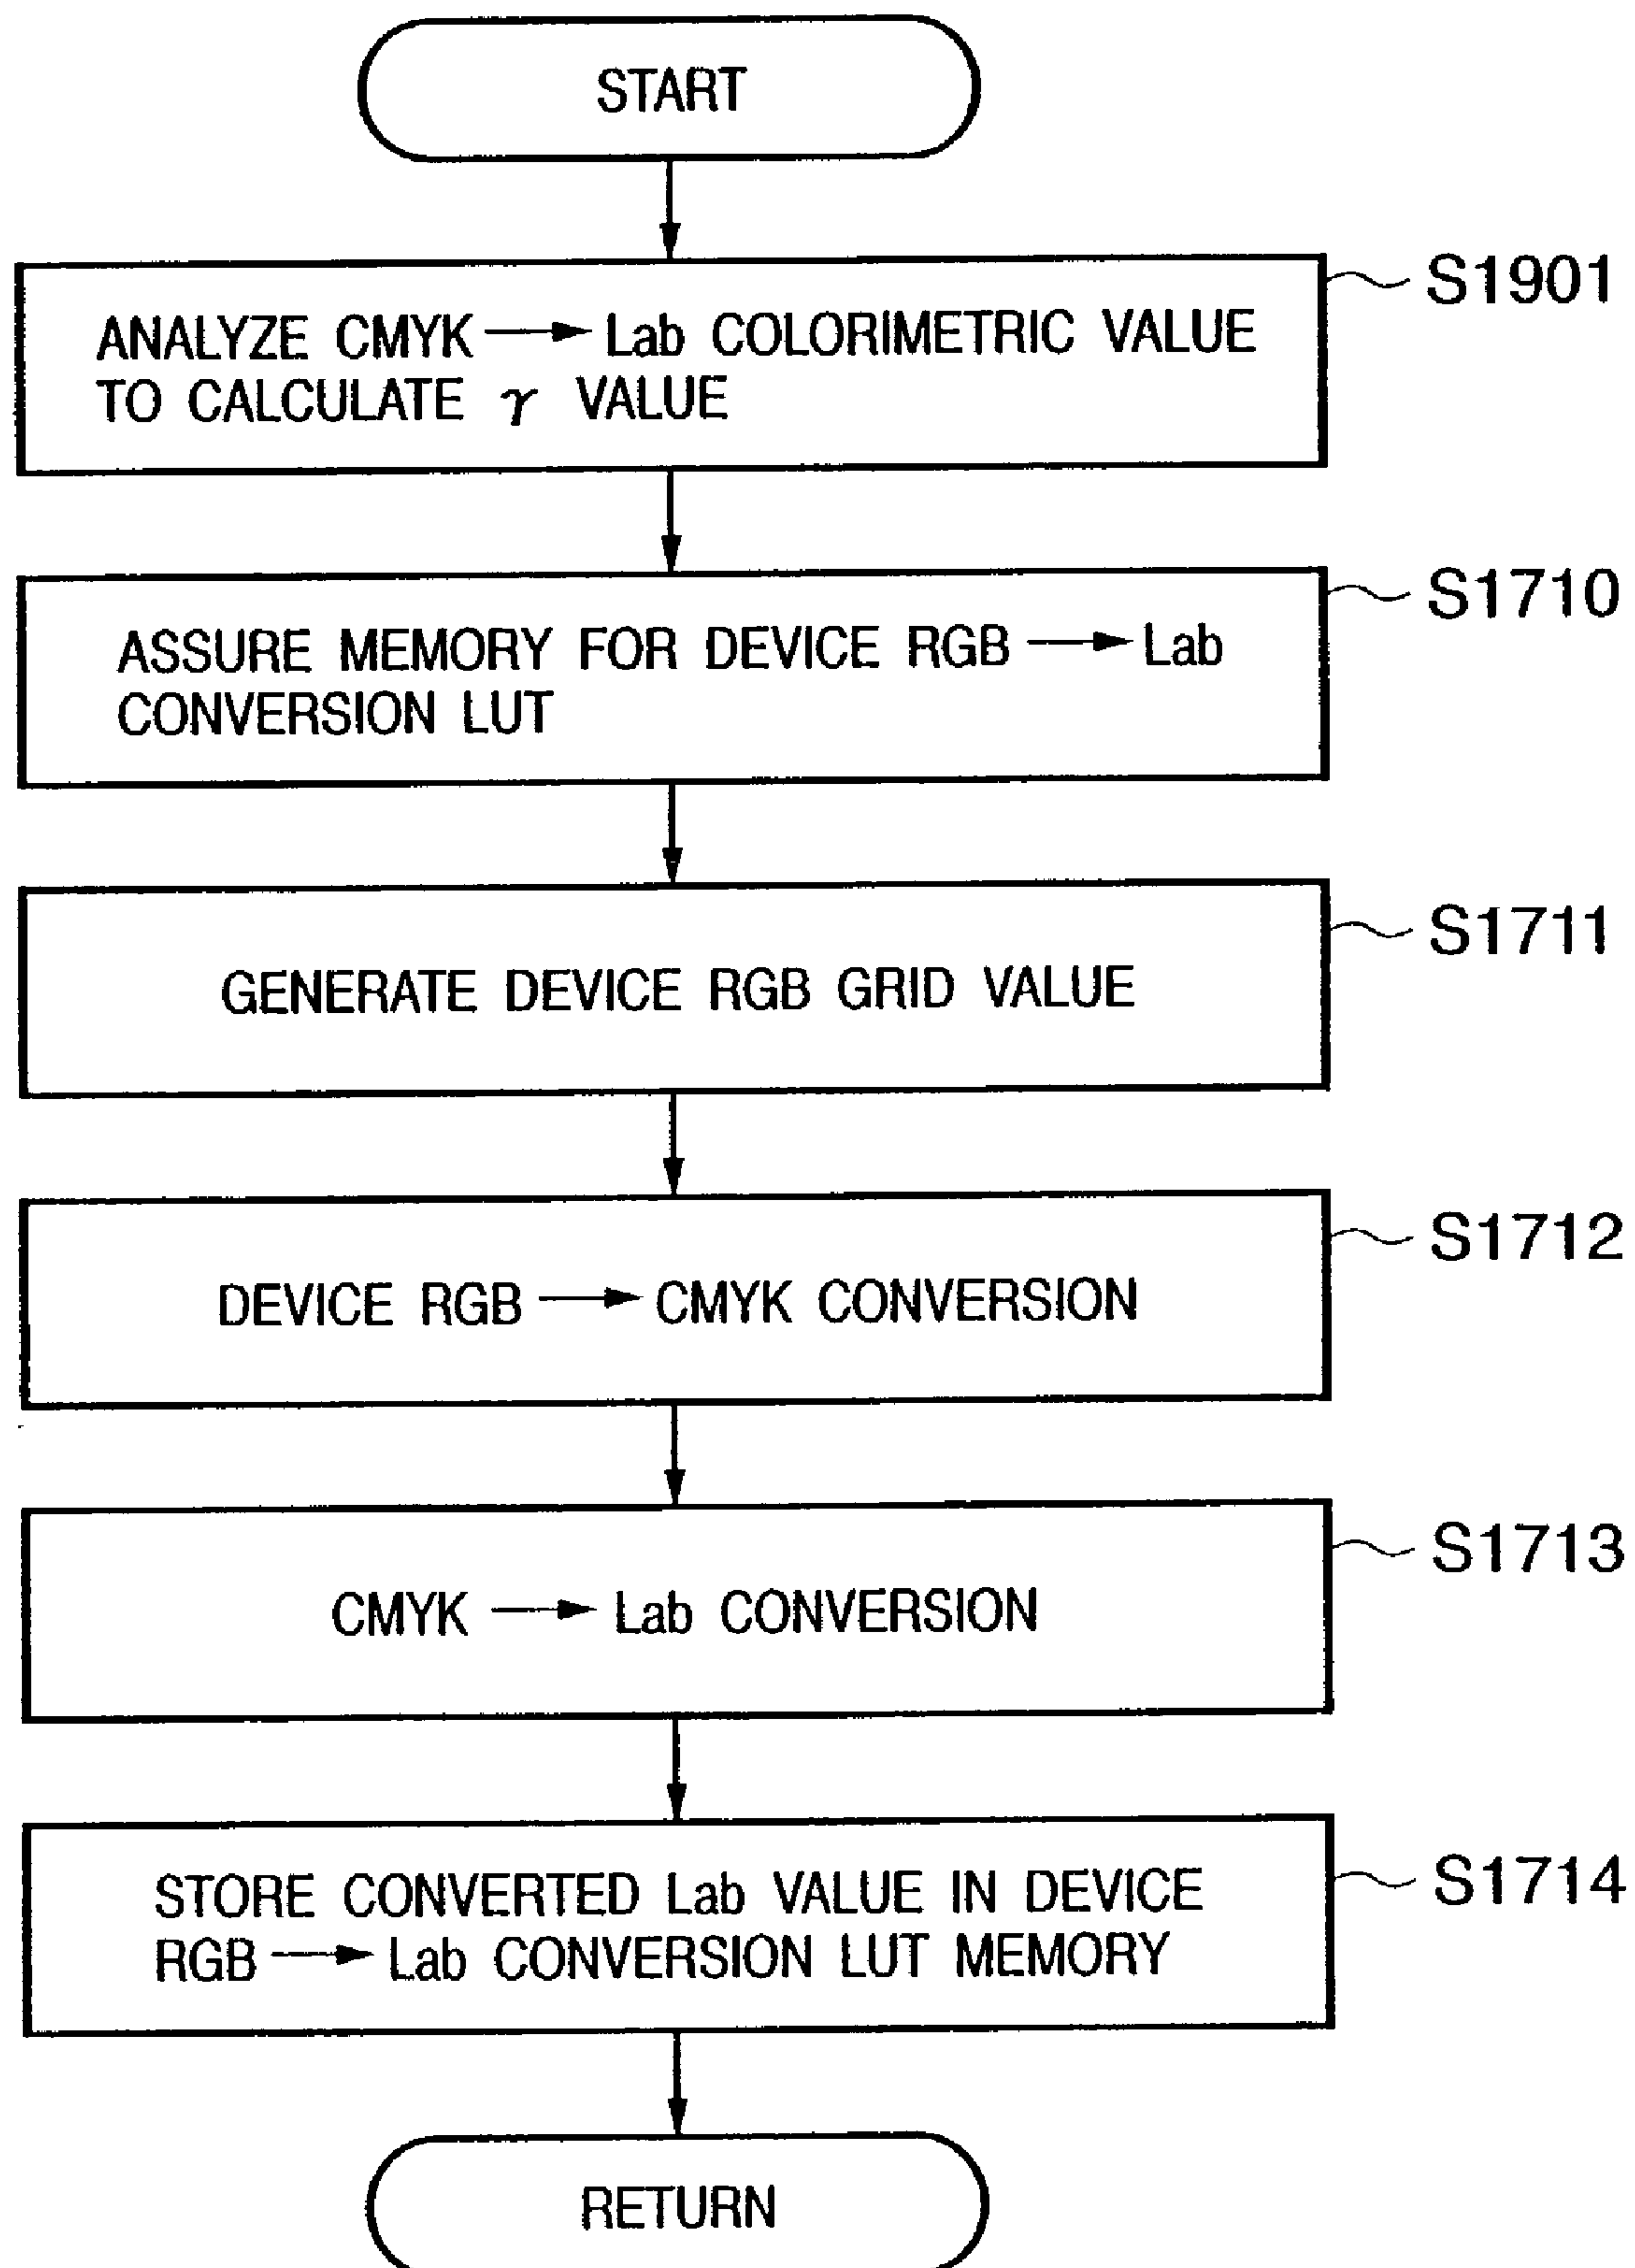 START
S1901
ANALYZE CMYK → Lab COLORIMETRIC VALUE
TO CALCULATE γ VALUE
S1710
ASSURE MEMORY FOR DEVICE RGB → Lab
CONVERSION LUT
S1711
GENERATE DEVICE RGB GRID VALUE
S1712
DEVICE RGB → CMYK CONVERSION
S1713
CMYK → Lab CONVERSION
S1714
STORE CONVERTED Lab VALUE IN DEVICE
RGB → Lab CONVERSION LUT MEMORY
RETURN